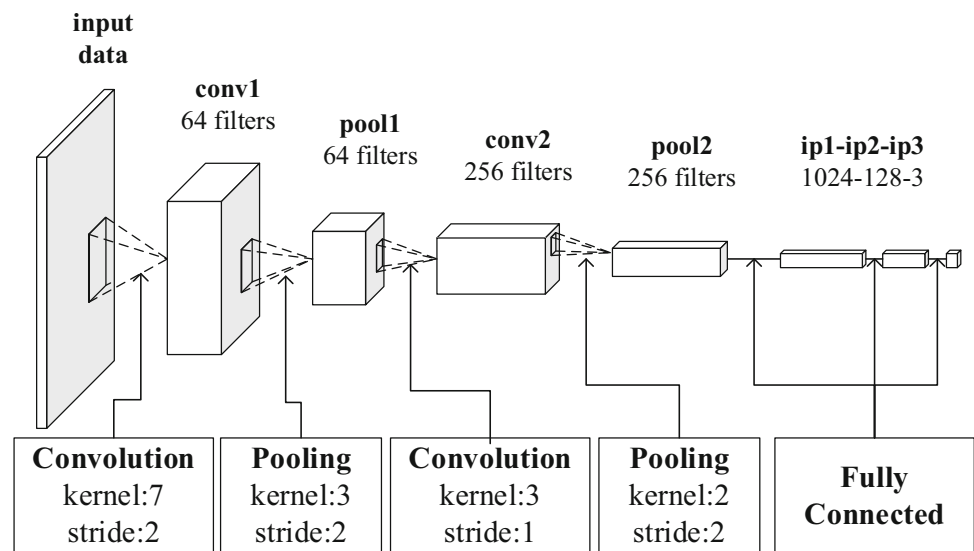 input
data
conv1
64 filters
pool1
64 filters
conv2
256 filters
pool2
256 filters
ip1-ip2-ip3
1024-128-3
Convolution
kernel:7
stride:2
Pooling
kernel:3
stride:2
Convolution
kernel:3
stride:1
Pooling
kernel:2
stride:2
Fully
Connected